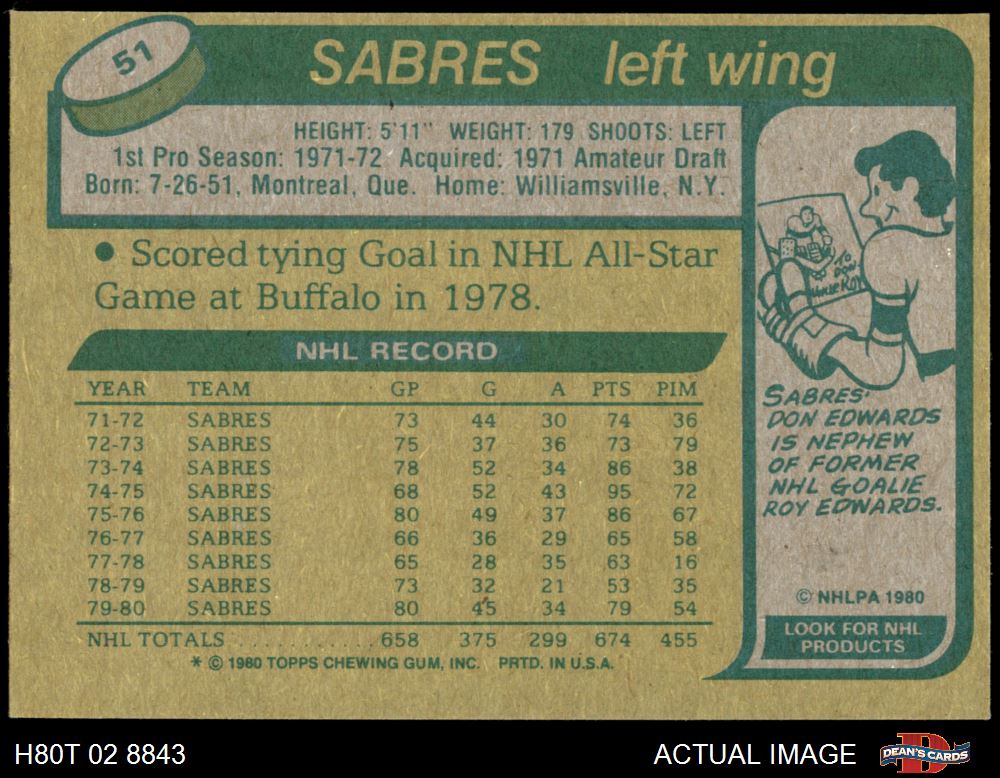 51
SABRES left wing
HEIGHT: 5'11" WEIGHT: 179 SHOOTS: LEFT
1st Pro Season: 1971-72 Acquired: 1971 Amateur Draft
Born: 7-26-51, Montreal, Que. Home: Williamsville, N.Y.
• Scored tying Goal in NHL All-Star
Game at Buffalo in 1978.
NHL RECORD
YEAR TEAM GP G A PTS PIM
71-72 SABRES 73 44 30 74 36
72-73 SABRES 75 37 36 73 79
73-74 SABRES 78 52 34 86 38
74-75 SABRES 68 52 43 95 72
75-76 SABRES 80 49 37 86 67
76-77 SABRES 66 36 29 65 58
77-78 SABRES 65 28 35 63 16
78-79 SABRES 73 32 21 53 35
79-80 SABRES 80 45 34 79 54
NHL TOTALS ............ 658 375 299 674 455
* © 1980 TOPPS CHEWING GUM, INC. PRTD. IN U.S.A.
TO
DON
UNCLE ROY
SABRES'
DON EDWARDS
IS NEPHEW
OF FORMER
NHL GOALIE
ROY EDWARDS.
© NHLPA 1980
LOOK FOR NHL
PRODUCTS
H80T 02 8843
ACTUAL IMAGE
DEAN'S CARDS